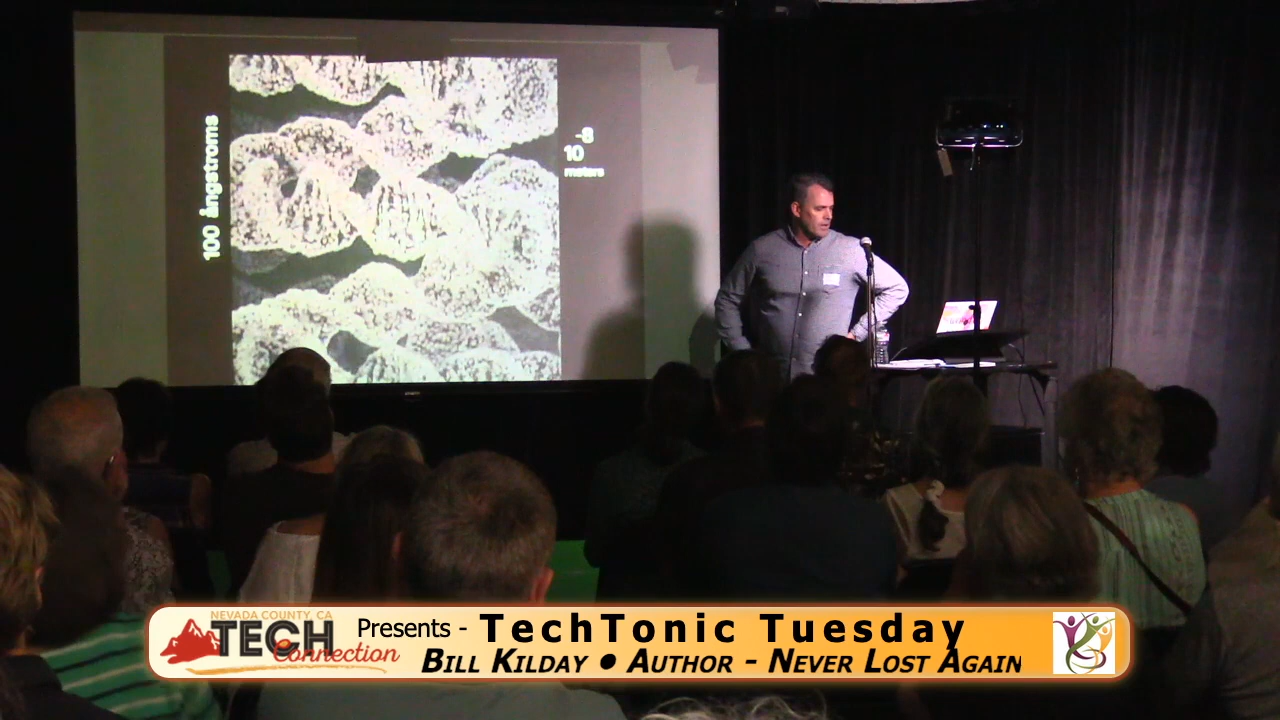 100 ångstroms
-8
10
meters
NEVADA COUNTY, CA
TECH
Connection
Presents - TechTonic Tuesday
BILL KILDAY • AUTHOR - NEVER LOST AGAIN